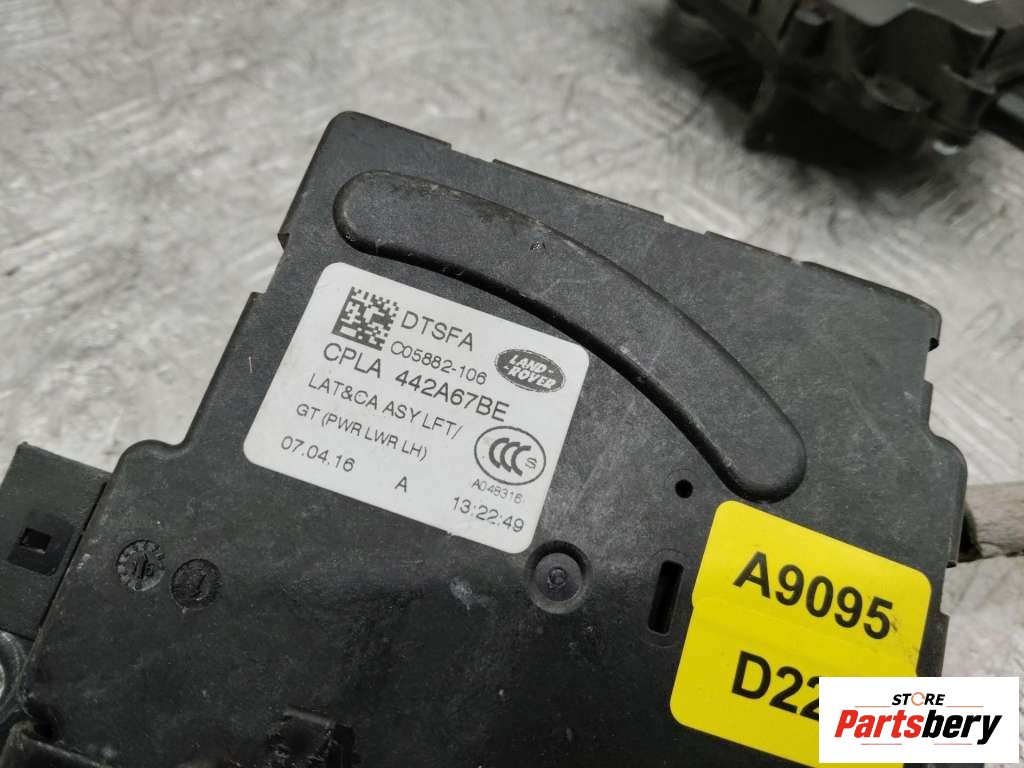 DTSFA
C05882-106
LAND-
ROVER
CPLA 442A67BE
LAT&CA ASY LFT/
GT (PWR LWR LH)
CCC S
07.04.16
A
A048316
13:22:49
A9095
STORE
Partsbery